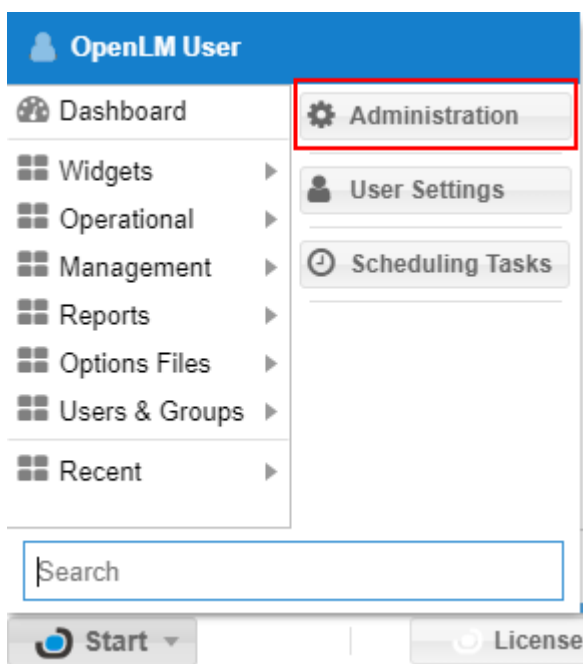 OpenLM User
Dashboard
Widgets
Operational
Management
Reports
Options Files
Users & Groups
Recent
Administration
User Settings
Scheduling Tasks
Search
Start
License